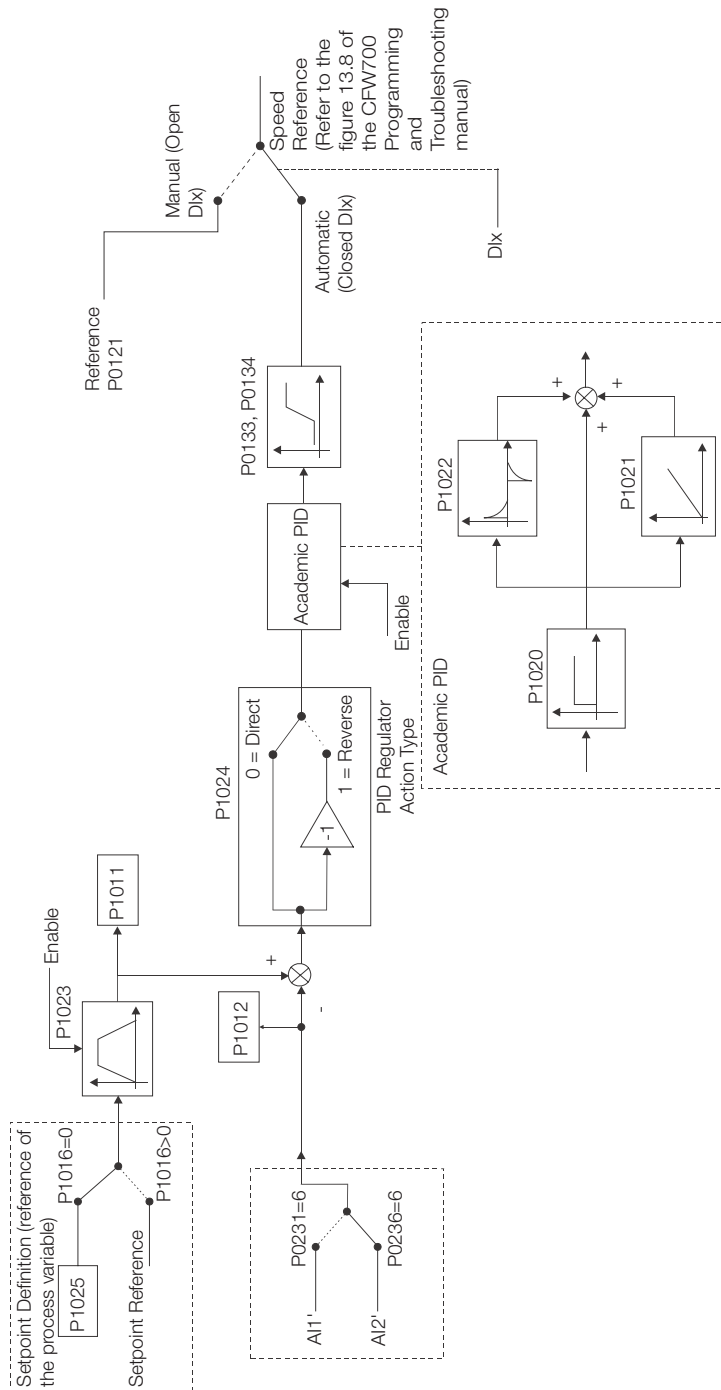 Setpoint Definition (reference of
the process variable)
P1025
P1016=0
P1016>0
Setpoint Reference
Enable
P1023
P1011
AI1'
AI2'
P0231=6
P0236=6
P1012
-
+
P1024
0 = Direct
-1
1 = Reverse
PID Regulator
Action Type
Academic PID
Enable
P0133, P0134
Reference
P0121
Manual (Open
DIx)
Automatic
(Closed DIx)
Speed
Reference
(Refer to the
figure 13.8 of
the CFW700
Programming
and
Troubleshooting
manual)
DIx
Academic PID
P1020
P1022
P1021
+
+
+